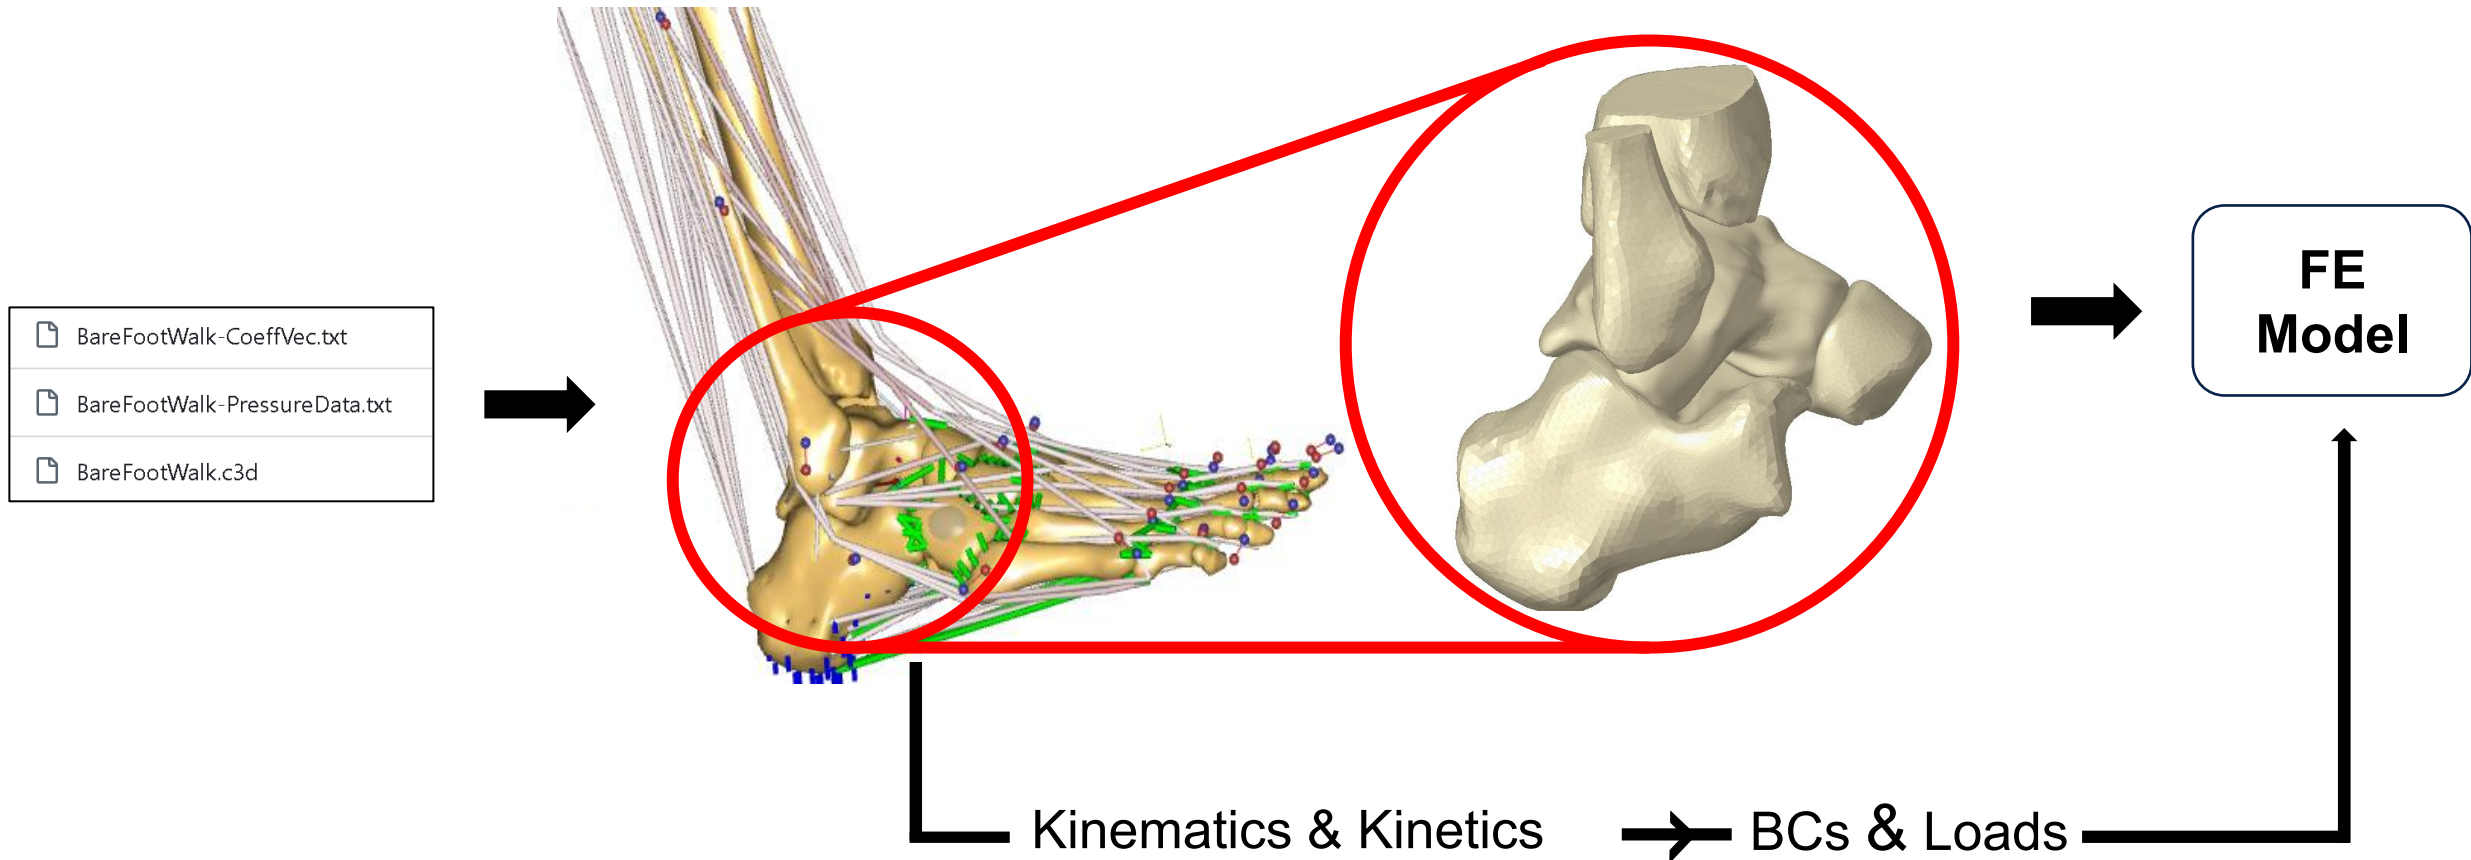 BareFootWalk-CoeffVec.txt
BareFootWalk-PressureData.txt
BareFootWalk.c3d
FE
Model
Kinematics & Kinetics
BCs & Loads